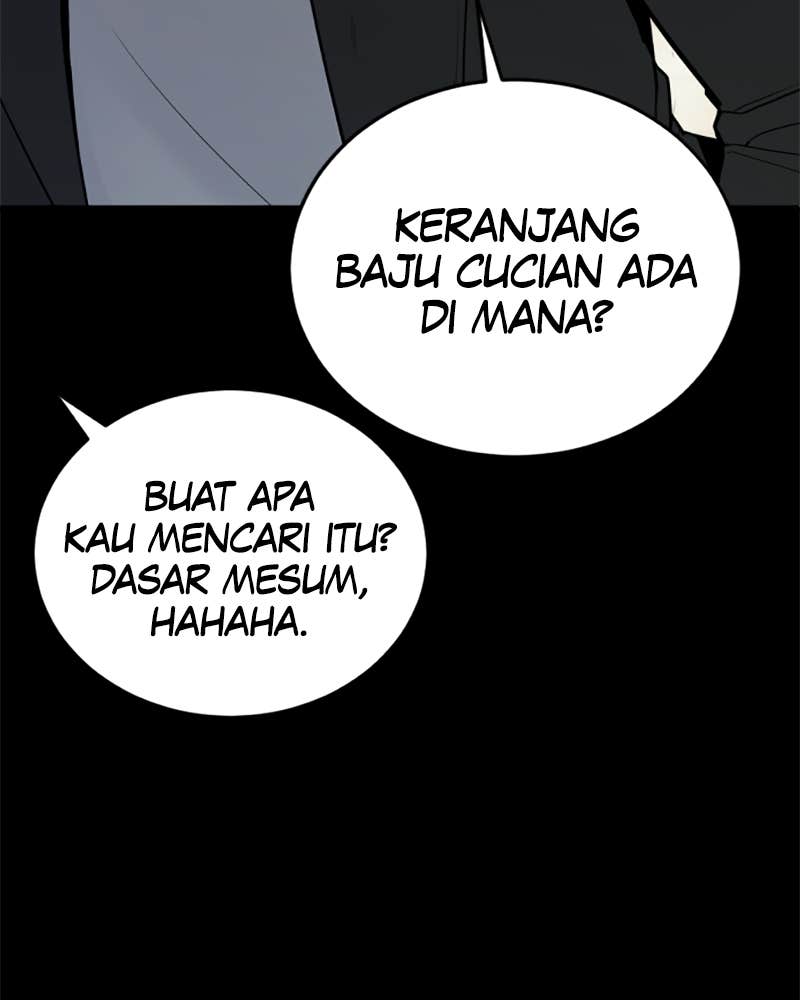 KERANJANG
BAJU CUCIAN ADA
DI MANA?
BUAT APA
KAU MENCARI ITU?
DASAR MESUM,
HAHAHA.